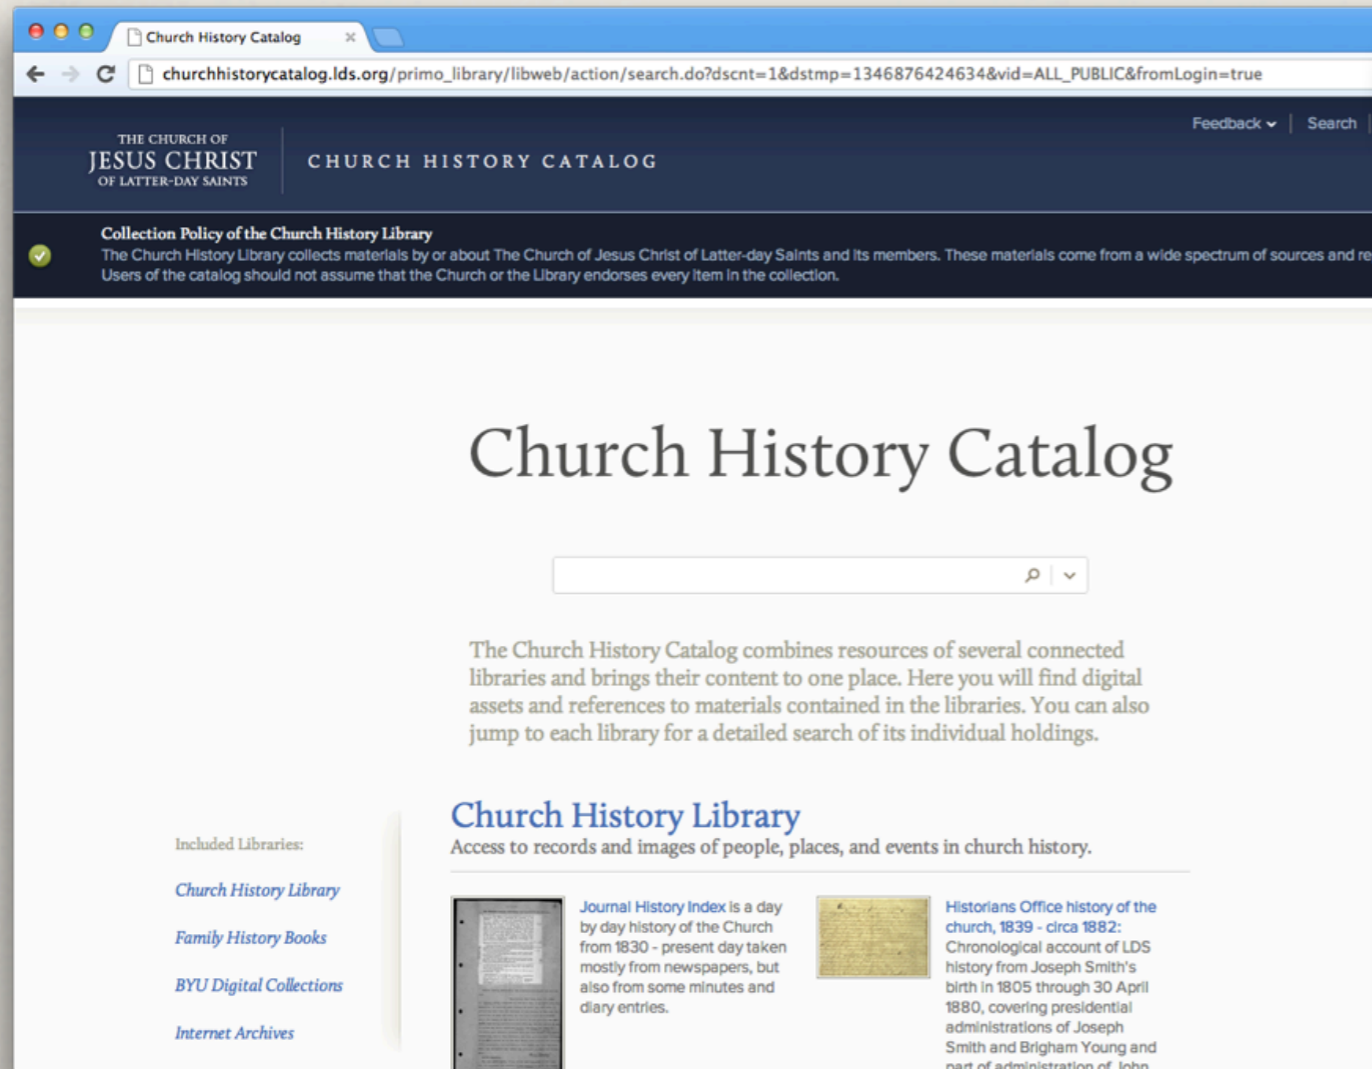 Church History Catalog
churchhistorycatalog.lds.org/primo_library/libweb/action/search.do?dscnt=1&dstmp=1346876424634&vid=ALL_PUBLIC&fromLogin=true
Feedback
Search
THE CHURCH OF
JESUS CHRIST
OF LATTER-DAY SAINTS
CHURCH HISTORY CATALOG
Collection Policy of the Church History Library
The Church History Library collects materials by or about The Church of Jesus Christ of Latter-day Saints and its members. These materials come from a wide spectrum of sources and re
Users of the catalog should not assume that the Church or the Library endorses every item in the collection.
Church History Catalog
The Church History Catalog combines resources of several connected
libraries and brings their content to one place. Here you will find digital
assets and references to materials contained in the libraries. You can also
jump to each library for a detailed search of its individual holdings.
Included Libraries:
Church History Library
Family History Books
BYU Digital Collections
Internet Archives
Church History Library
Access to records and images of people, places, and events in church history.
Journal History Index is a day
by day history of the Church
from 1830 - present day taken
mostly from newspapers, but
also from some minutes and
diary entries.
Historians Office history of the
church, 1839 - circa 1882:
Chronological account of LDS
history from Joseph Smith's
birth in 1805 through 30 April
1880, covering presidential
administrations of Joseph
Smith and Brigham Young and
part of administration of John